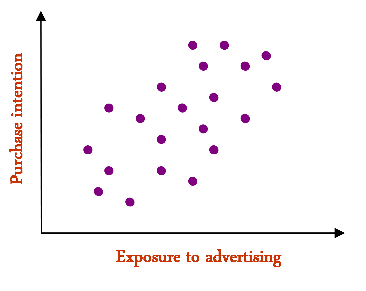 Purchase intention
Exposure to advertising